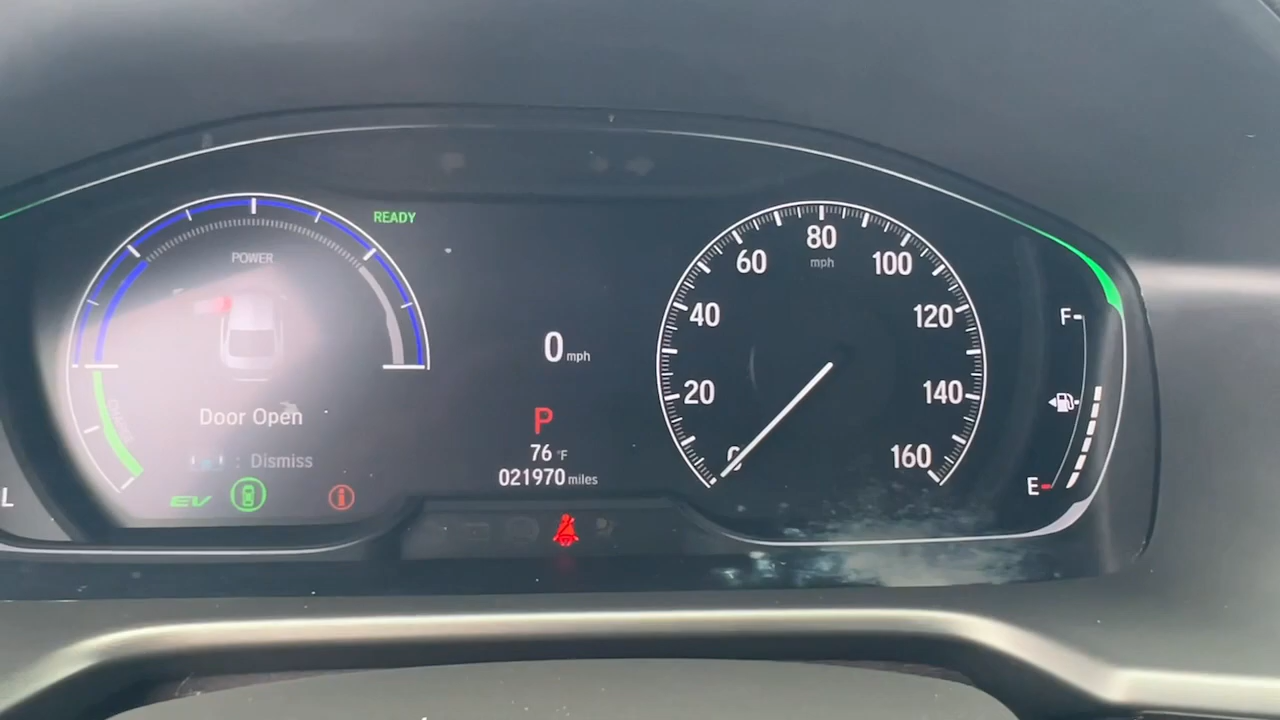 READY
POWER
Door Open
: Dismiss
EV
L
0 mph
P
76 °F
021970 miles
0
20
40
60
80
100
120
140
160
mph
F
E